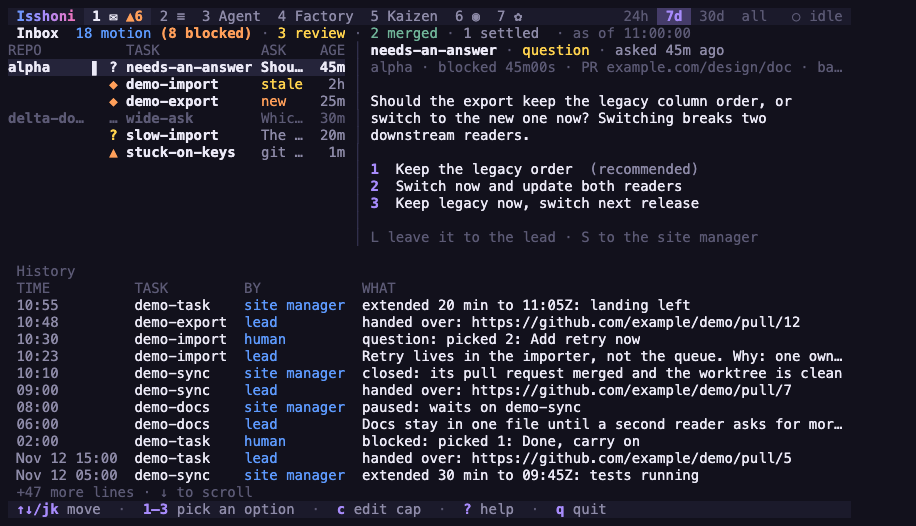 Isshoni 1 ✉ ▲6 2 ≡ 3 Agent 4 Factory 5 Kaizen 6 ◉ 7 ✿ 24h 7d 30d all ○ idle
Inbox 18 motion (8 blocked) · 3 review · 2 merged · 1 settled · as of 11:00:00
REPO TASK ASK AGE
alpha ? needs-an-answer Shou… 45m
◆ demo-import stale 2h
◆ demo-export new 25m
delta-do… … wide-ask Whic… 30m
? slow-import The … 20m
▲ stuck-on-keys git … 1m
needs-an-answer · question · asked 45m ago
alpha · blocked 45m00s · PR example.com/design/doc · ba…
Should the export keep the legacy column order, or
switch to the new one now? Switching breaks two
downstream readers.
1 Keep the legacy order (recommended)
2 Switch now and update both readers
3 Keep legacy now, switch next release
L leave it to the lead · S to the site manager
History
TIME TASK BY WHAT
10:55 demo-task site manager extended 20 min to 11:05Z: landing left
10:48 demo-export lead handed over: https://github.com/example/demo/pull/12
10:30 demo-import human question: picked 2: Add retry now
10:23 demo-import lead Retry lives in the importer, not the queue. Why: one own…
10:10 demo-sync site manager closed: its pull request merged and the worktree is clean
09:00 demo-sync lead handed over: https://github.com/example/demo/pull/7
08:00 demo-docs site manager paused: waits on demo-sync
06:00 demo-docs lead Docs stay in one file until a second reader asks for mor…
02:00 demo-task human blocked: picked 1: Done, carry on
Nov 12 15:00 demo-task lead handed over: https://github.com/example/demo/pull/5
Nov 12 05:00 demo-sync site manager extended 30 min to 09:45Z: tests running
+47 more lines · ↓ to scroll
↑↓/jk move · 1–3 pick an option · c edit cap · ? help · q quit